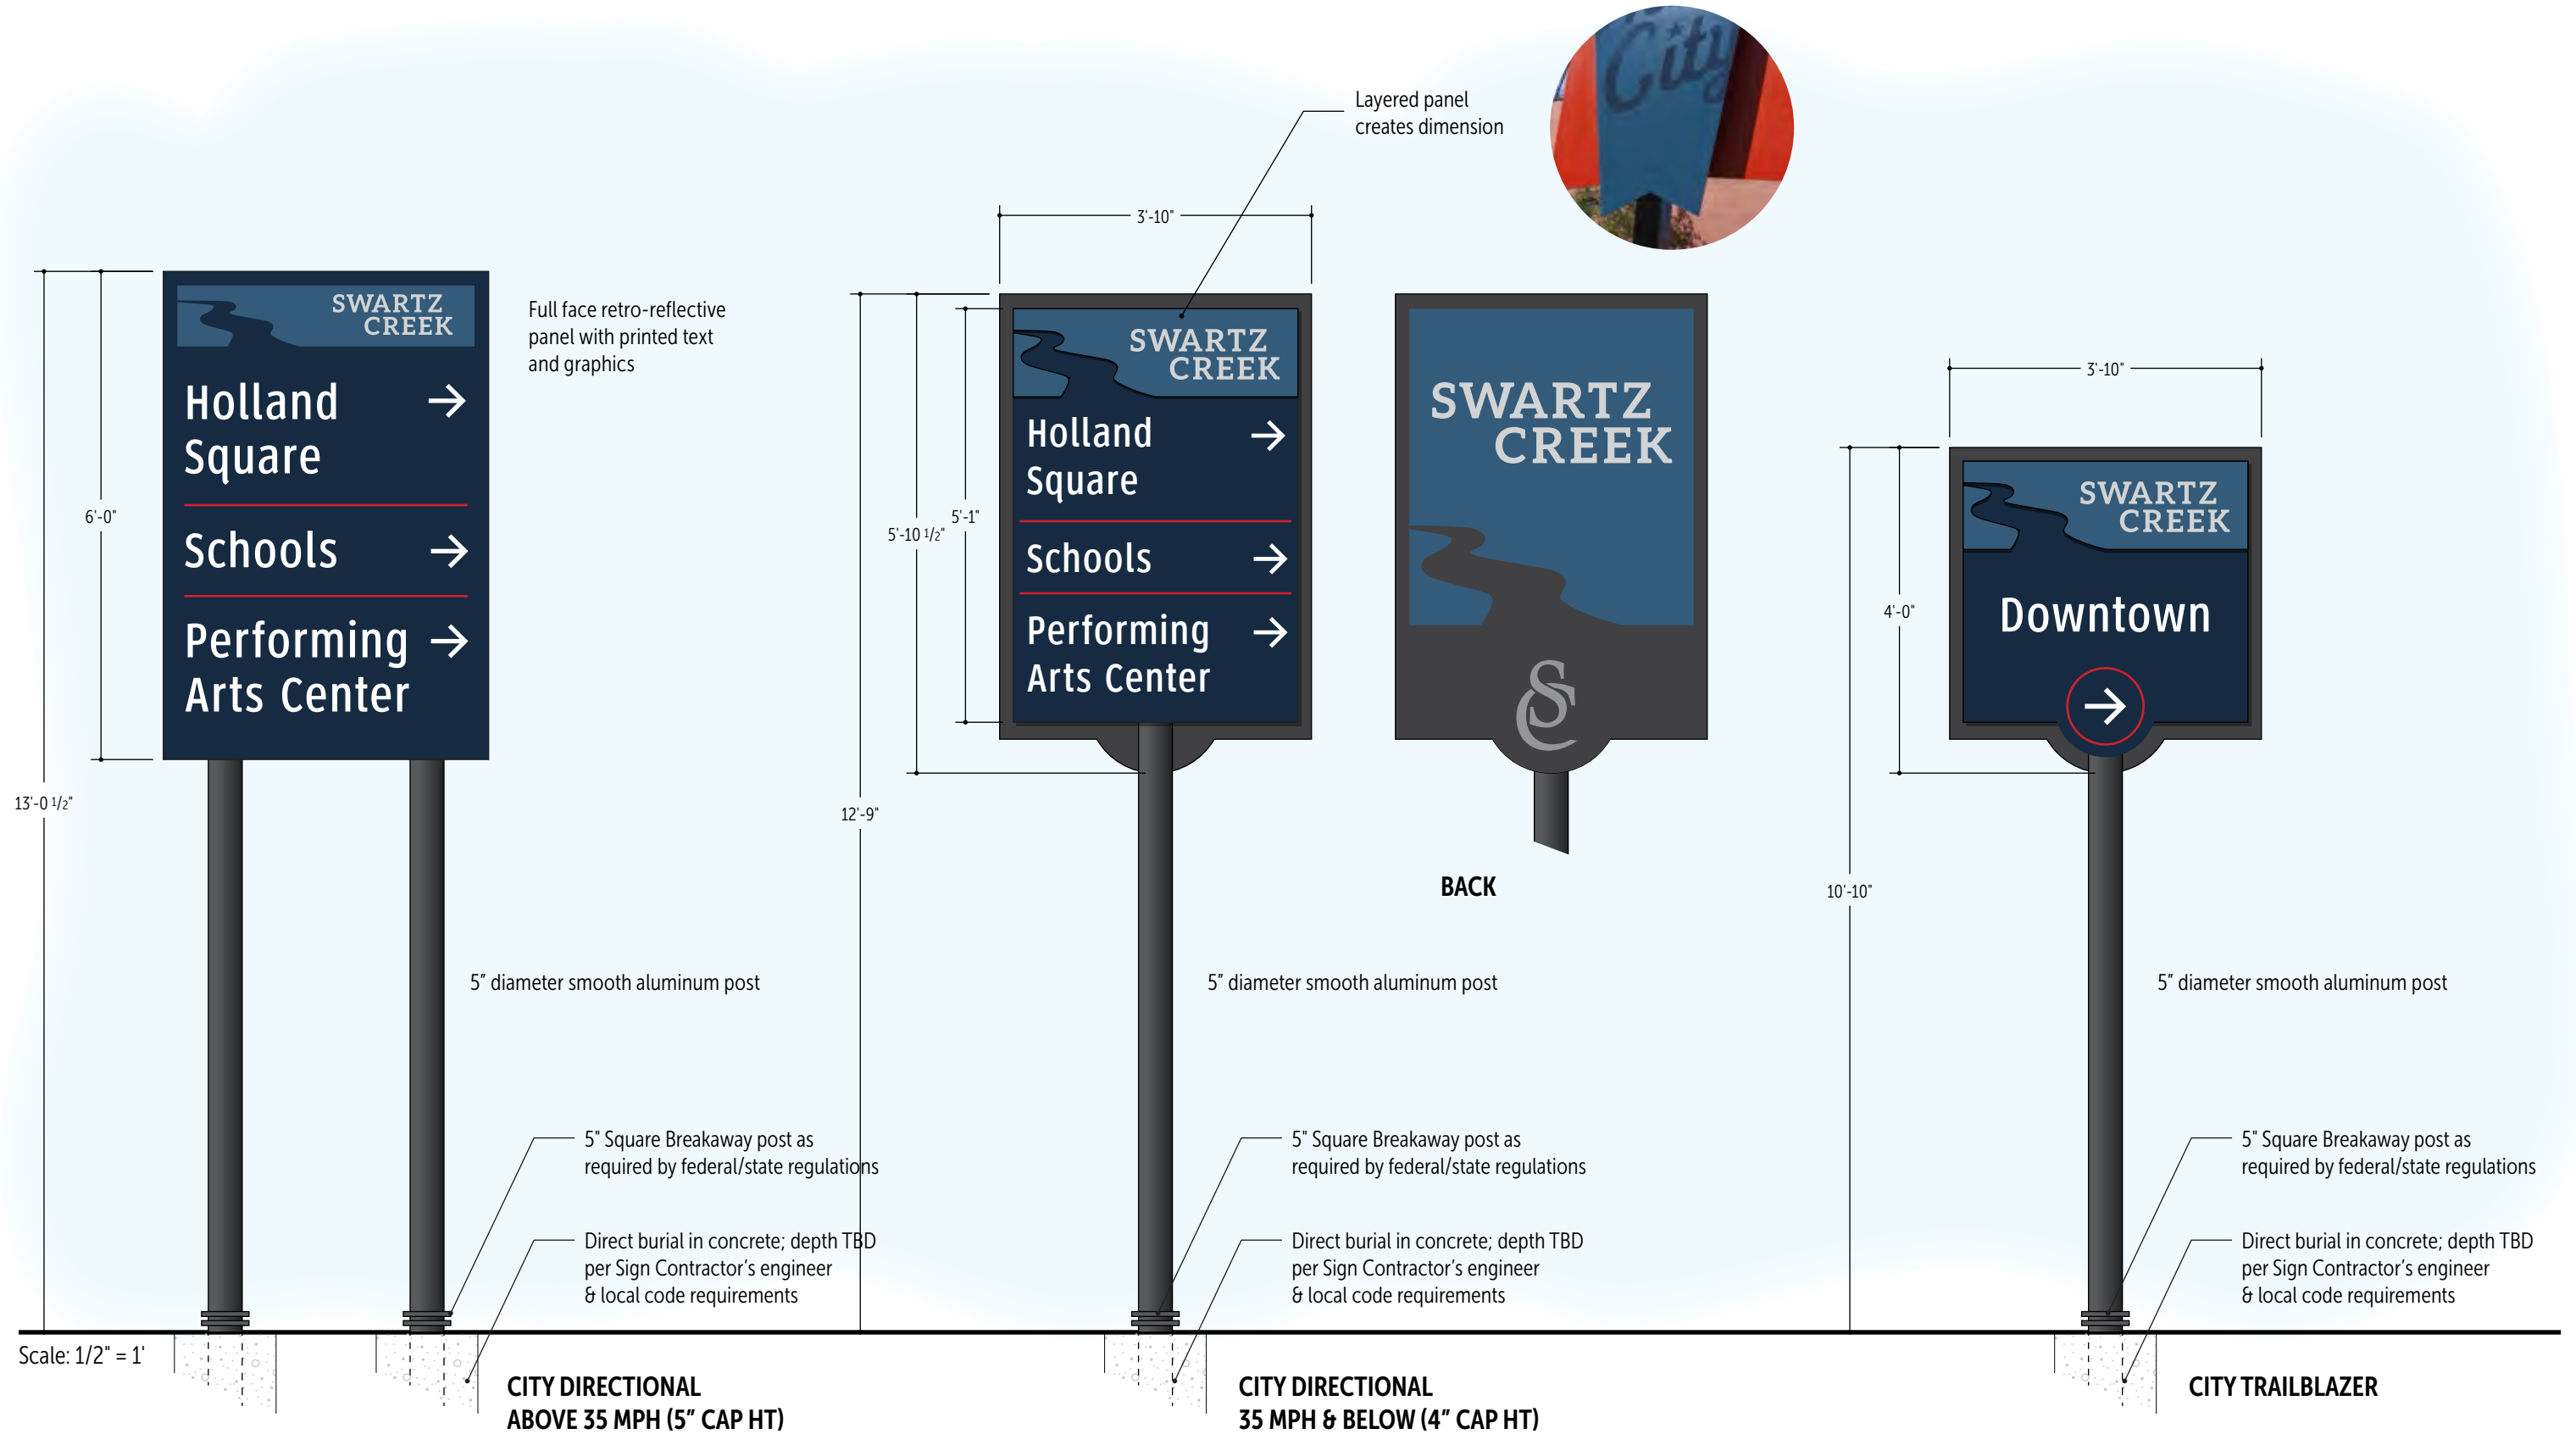 City
Layered panel
creates dimension
3'-10"
SWARTZ
CREEK
Holland
Square
Schools
Performing
Arts Center
6'-0"
13'-0 1/2"
Full face retro-reflective
panel with printed text
and graphics
5” diameter smooth aluminum post
5" Square Breakaway post as
required by federal/state regulations
Direct burial in concrete; depth TBD
per Sign Contractor’s engineer
& local code requirements
Scale: 1/2" = 1'
CITY DIRECTIONAL
ABOVE 35 MPH (5” CAP HT)
SWARTZ
CREEK
Holland
Square
Schools
Performing
Arts Center
5'-1"
5'-10 1/2"
12'-9"
5” diameter smooth aluminum post
5" Square Breakaway post as
required by federal/state regulations
Direct burial in concrete; depth TBD
per Sign Contractor’s engineer
& local code requirements
CITY DIRECTIONAL
35 MPH & BELOW (4” CAP HT)
SWARTZ
CREEK
SC
BACK
3'-10"
SWARTZ
CREEK
Downtown
4'-0"
10'-10"
5” diameter smooth aluminum post
5" Square Breakaway post as
required by federal/state regulations
Direct burial in concrete; depth TBD
per Sign Contractor’s engineer
& local code requirements
CITY TRAILBLAZER